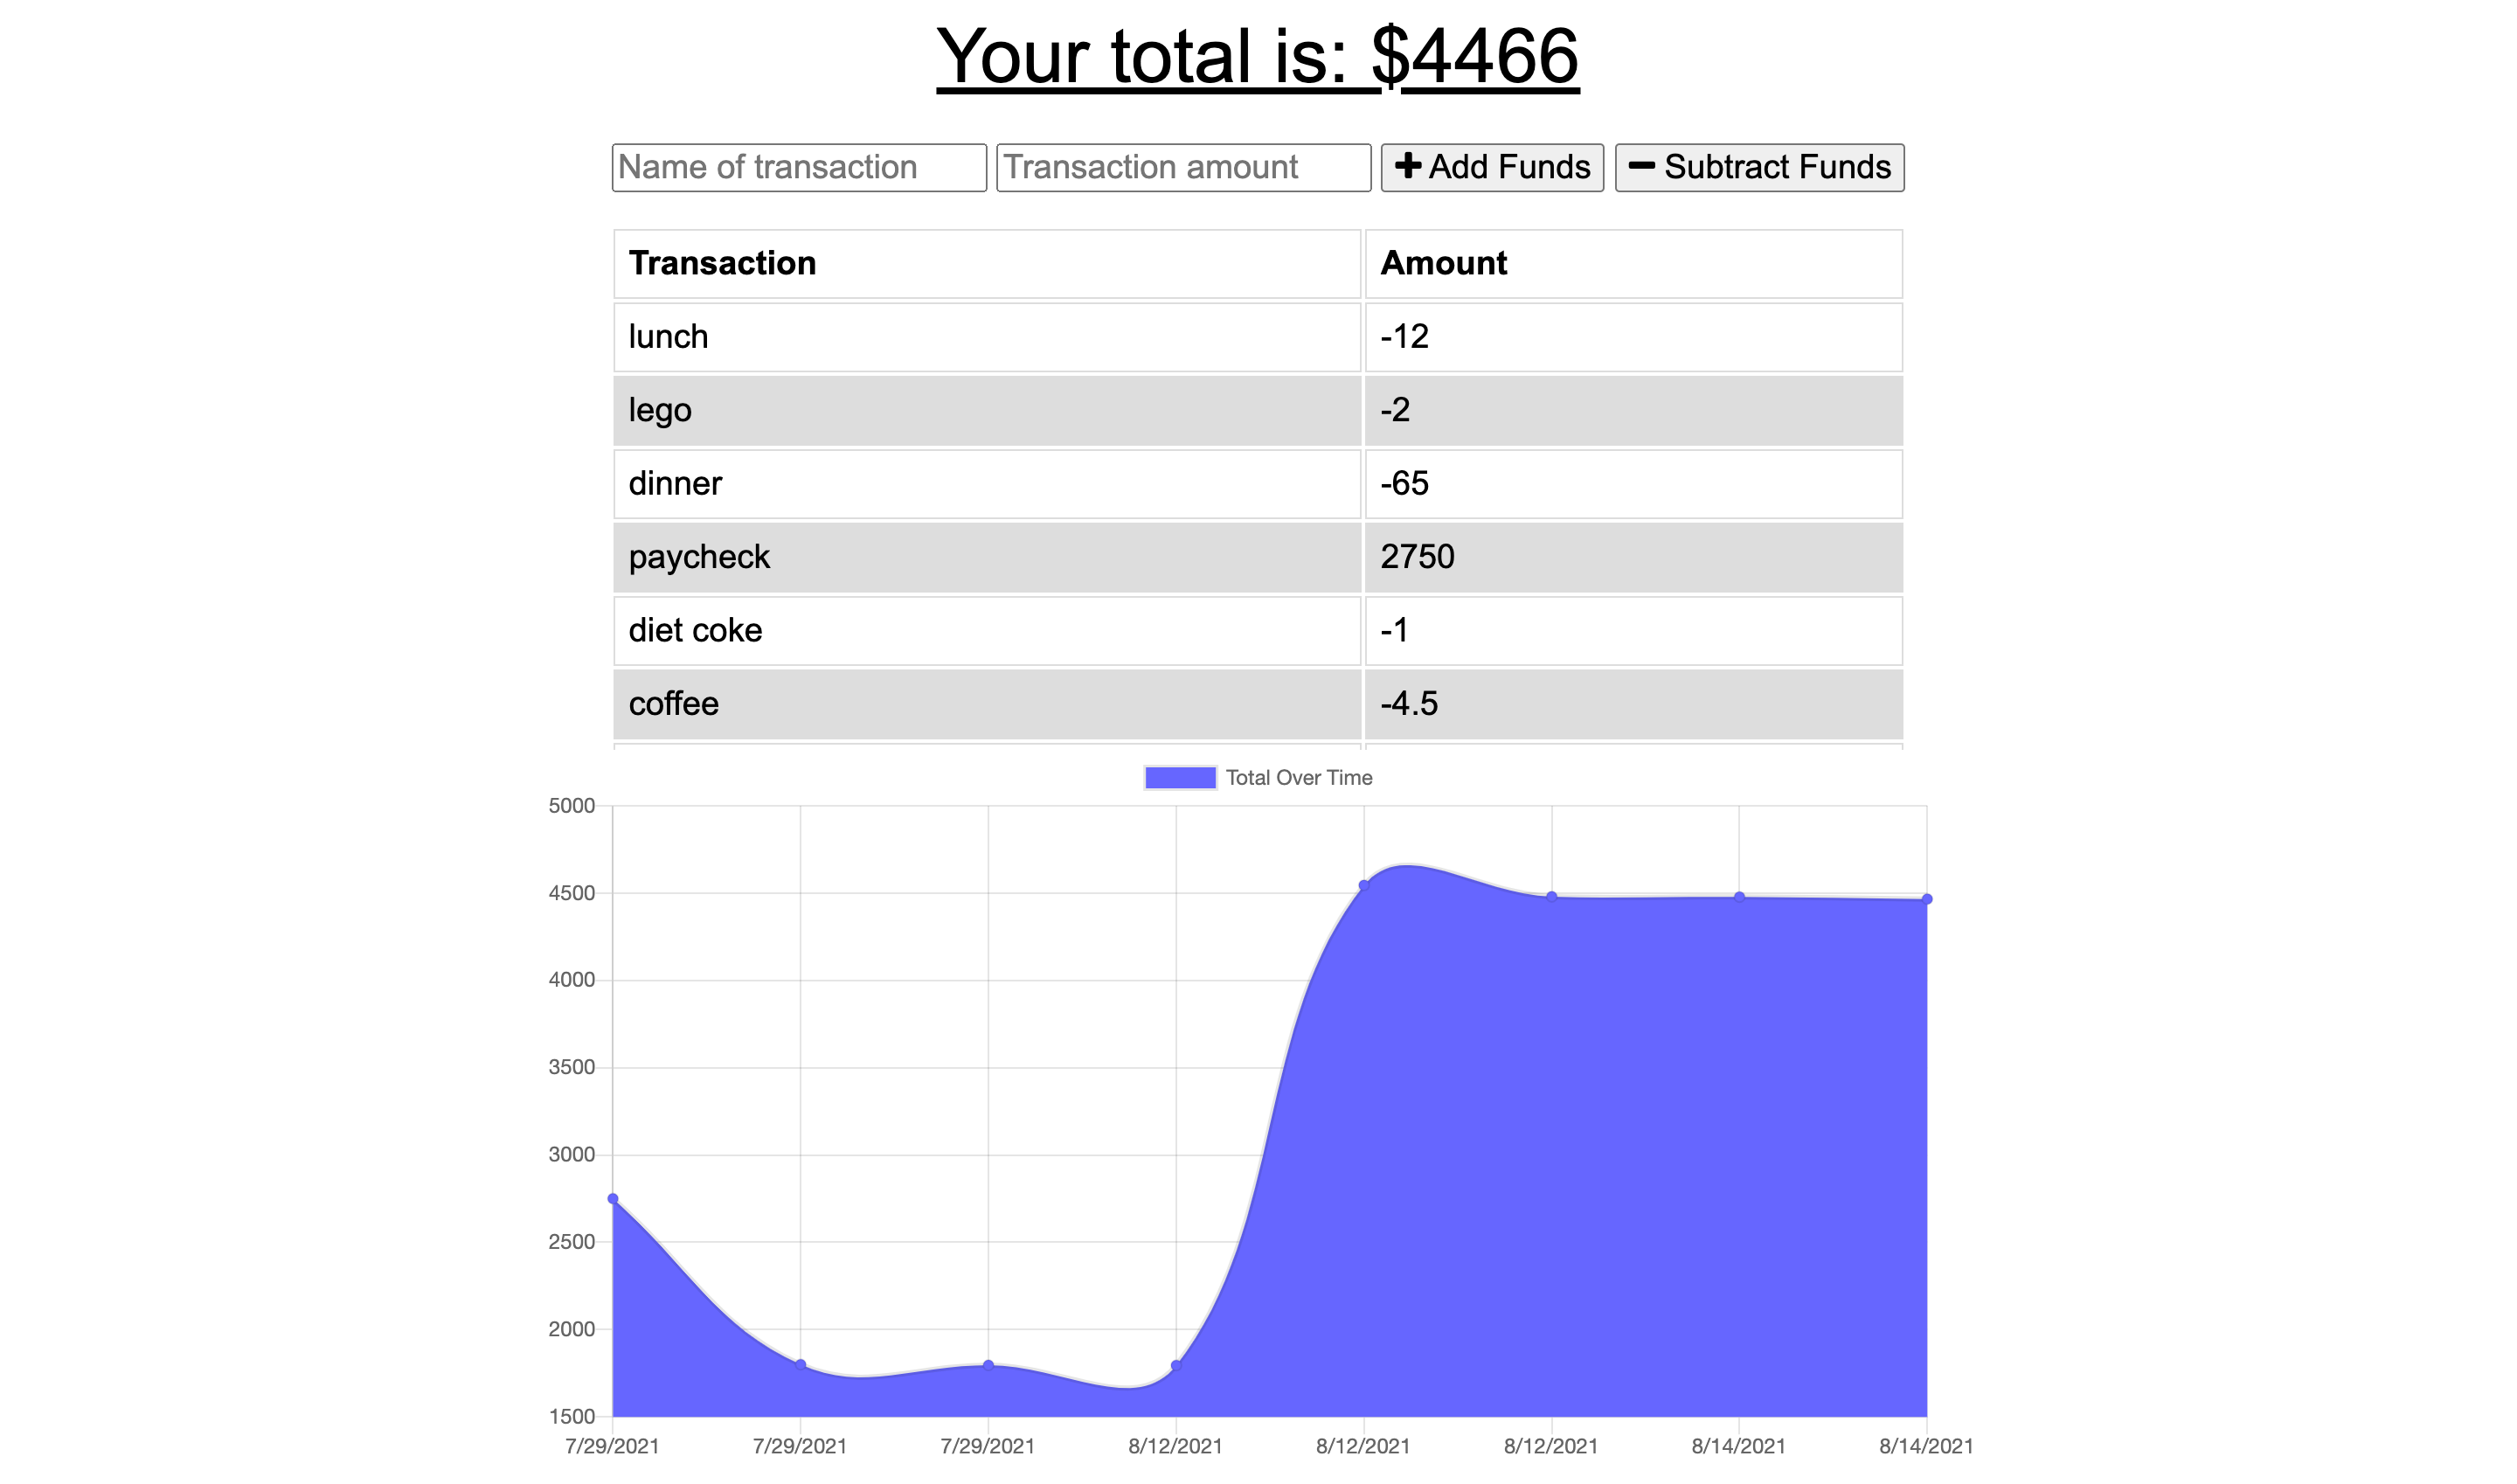 Your total is: $4466
Name of transaction Transaction amount Add Funds Subtract Funds
Transaction Amount
lunch -12
lego -2
dinner -65
paycheck 2750
diet coke -1
coffee -4.5
Total Over Time
5000
4500
4000
3500
3000
2500
2000
1500
7/29/2021 7/29/2021 7/29/2021 8/12/2021 8/12/2021 8/12/2021 8/14/2021 8/14/2021